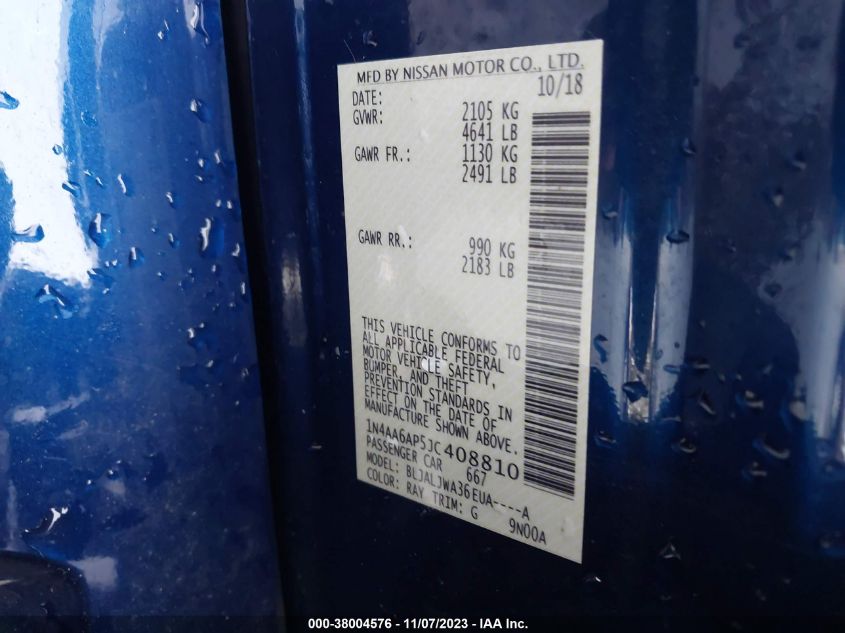 MFD BY NISSAN MOTOR CO., LTD.
DATE: 10/18
GVWR: 2105 KG
4641 LB
GAWR FR.: 1130 KG
2491 LB
GAWR RR.: 990 KG
2183 LB
THIS VEHICLE CONFORMS TO
ALL APPLICABLE FEDERAL
MOTOR VEHICLE SAFETY,
BUMPER, AND THEFT
PREVENTION STANDARDS IN
EFFECT ON THE DATE OF
MANUFACTURE SHOWN ABOVE.
1N4AA6AP5JC408810
PASSENGER CAR 667
MODEL: BLJALJWA36EUA----A
COLOR: RAY TRIM: G 9N00A
000-38004576 - 11/07/2023 - IAA Inc.